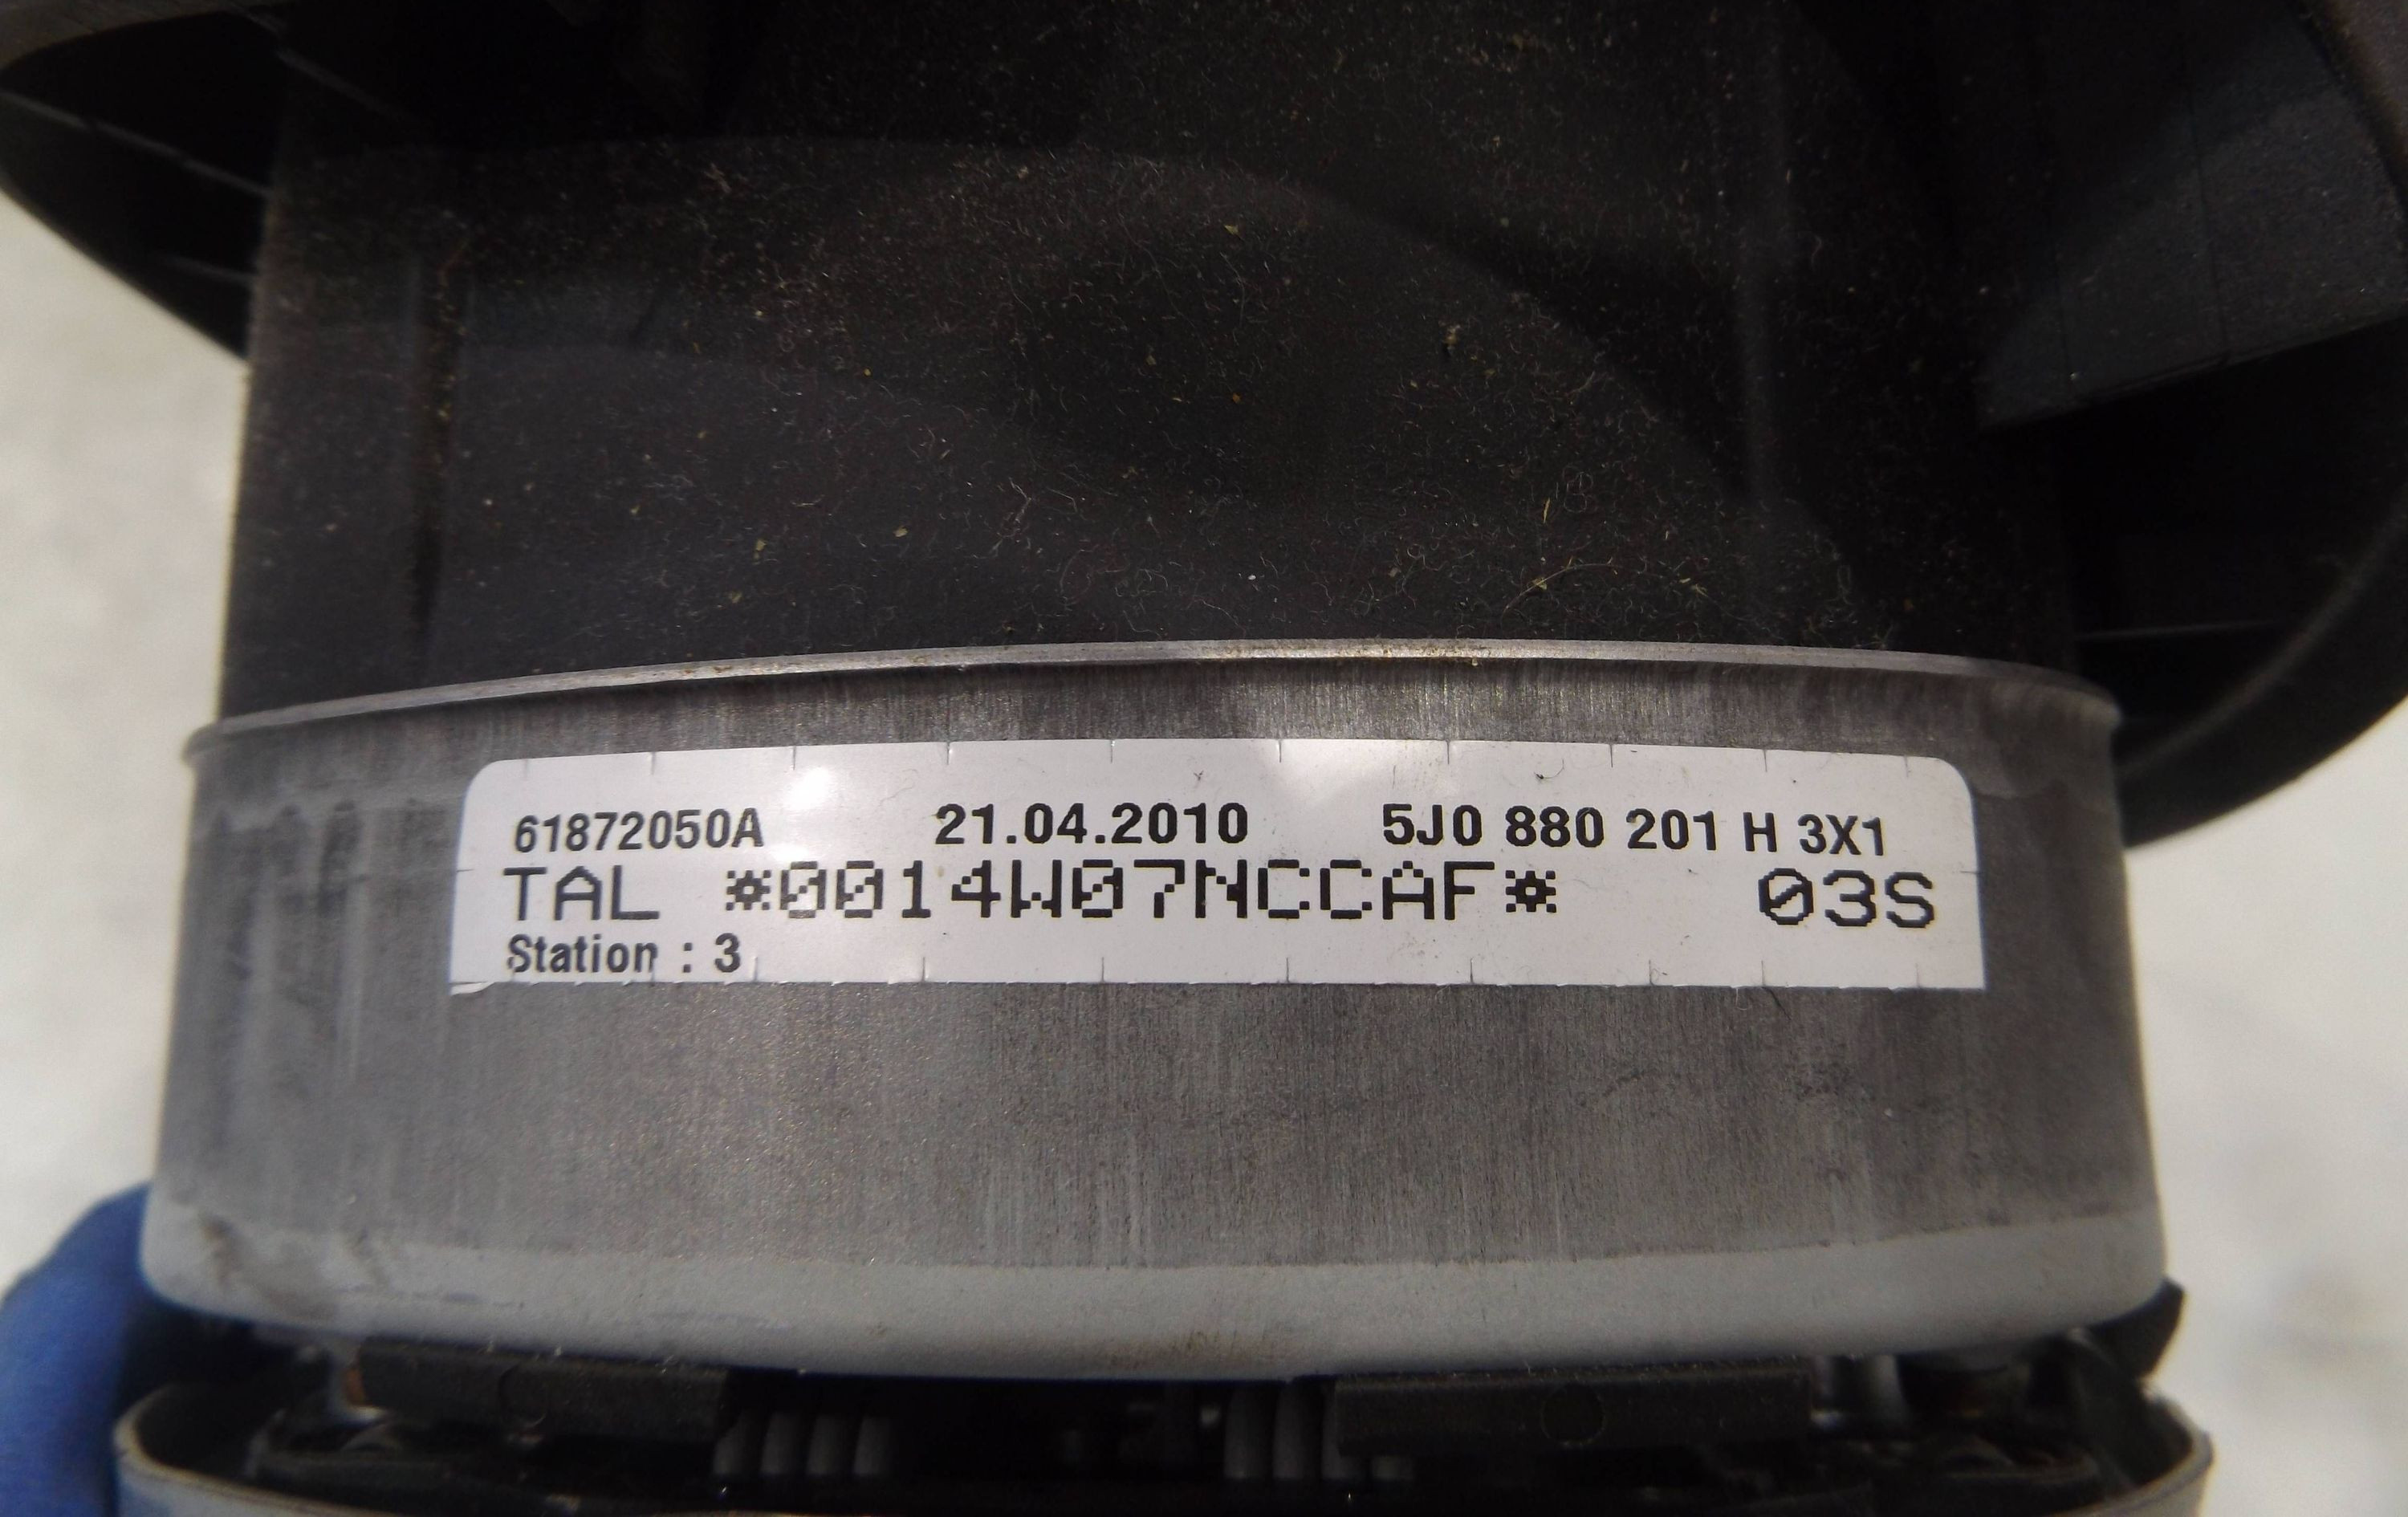 61872050A 21.04.2010 5J0 880 201 H 3X1
TAL *0014W07NCCAF* 03S
Station : 3